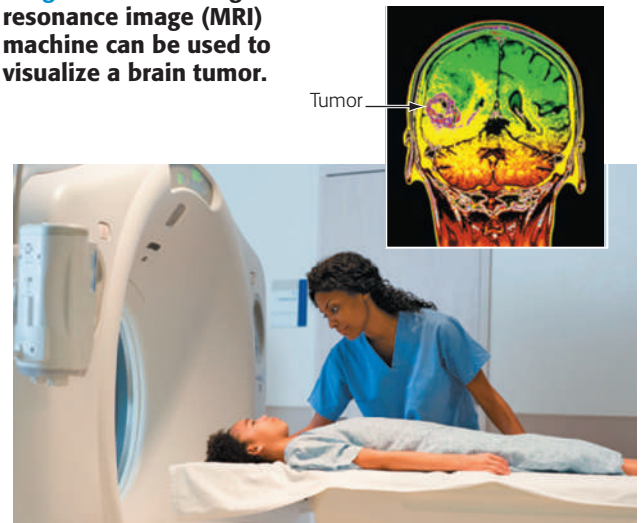 resonance image (MRI)
machine can be used to
visualize a brain tumor.
Tumor